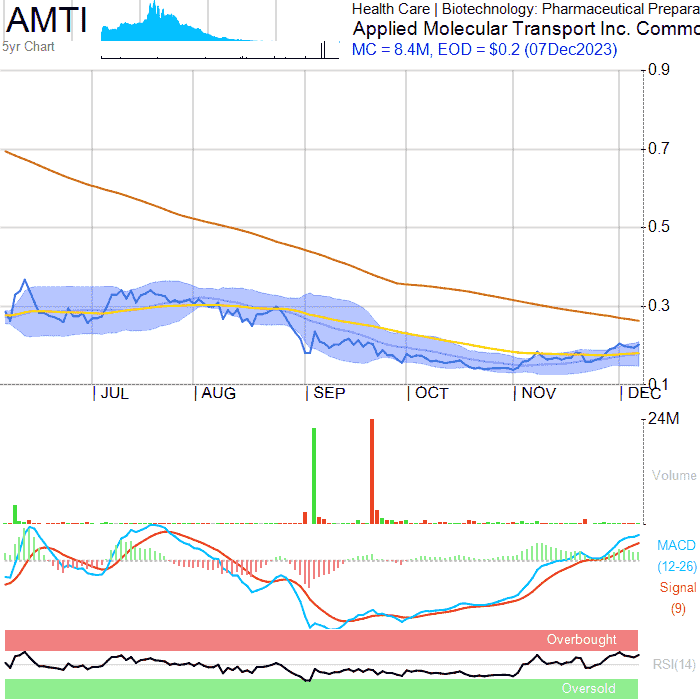 AMTI
5yr Chart
Health Care | Biotechnology: Pharmaceutical Prepara
Applied Molecular Transport Inc. Commo
MC = 8.4M, EOD = $0.2 (07Dec2023)
0.9
0.7
0.5
0.3
0.1
JUL AUG SEP OCT NOV DEC
24M
Volume
MACD
(12-26)
Signal
(9)
Overbought
RSI(14)
Oversold